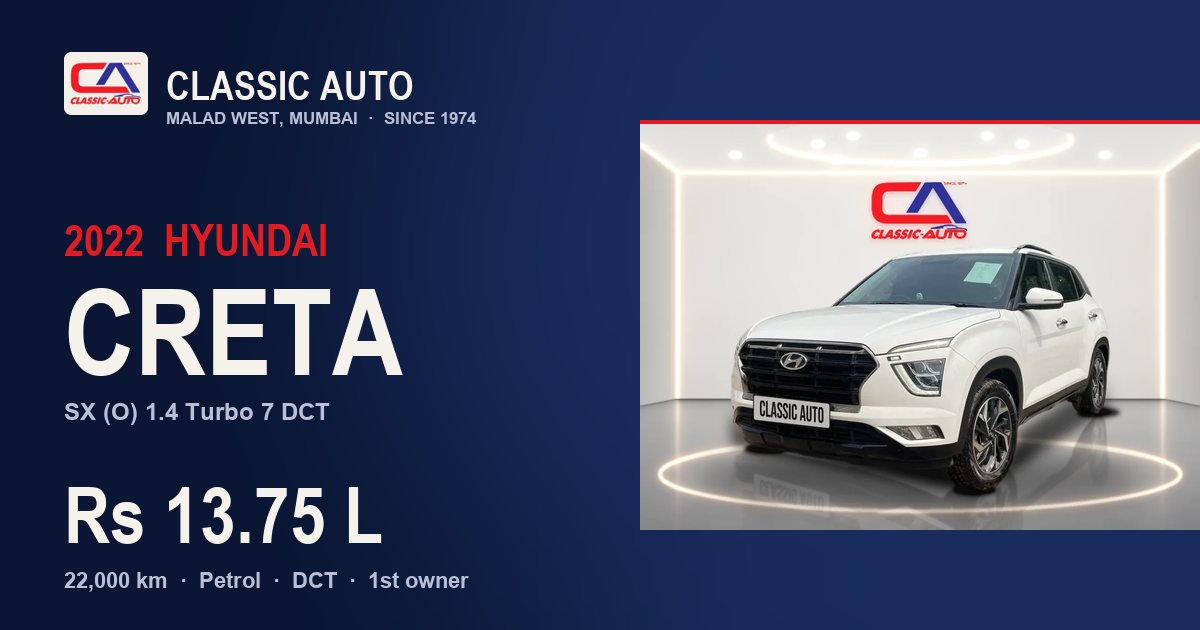 CA
CLASSIC-AUTO
CLASSIC AUTO
MALAD WEST, MUMBAI · SINCE 1974
2022 HYUNDAI
CRETA
SX (O) 1.4 Turbo 7 DCT
Rs 13.75 L
22,000 km · Petrol · DCT · 1st owner
CA
CLASSIC-AUTO
CLASSIC AUTO